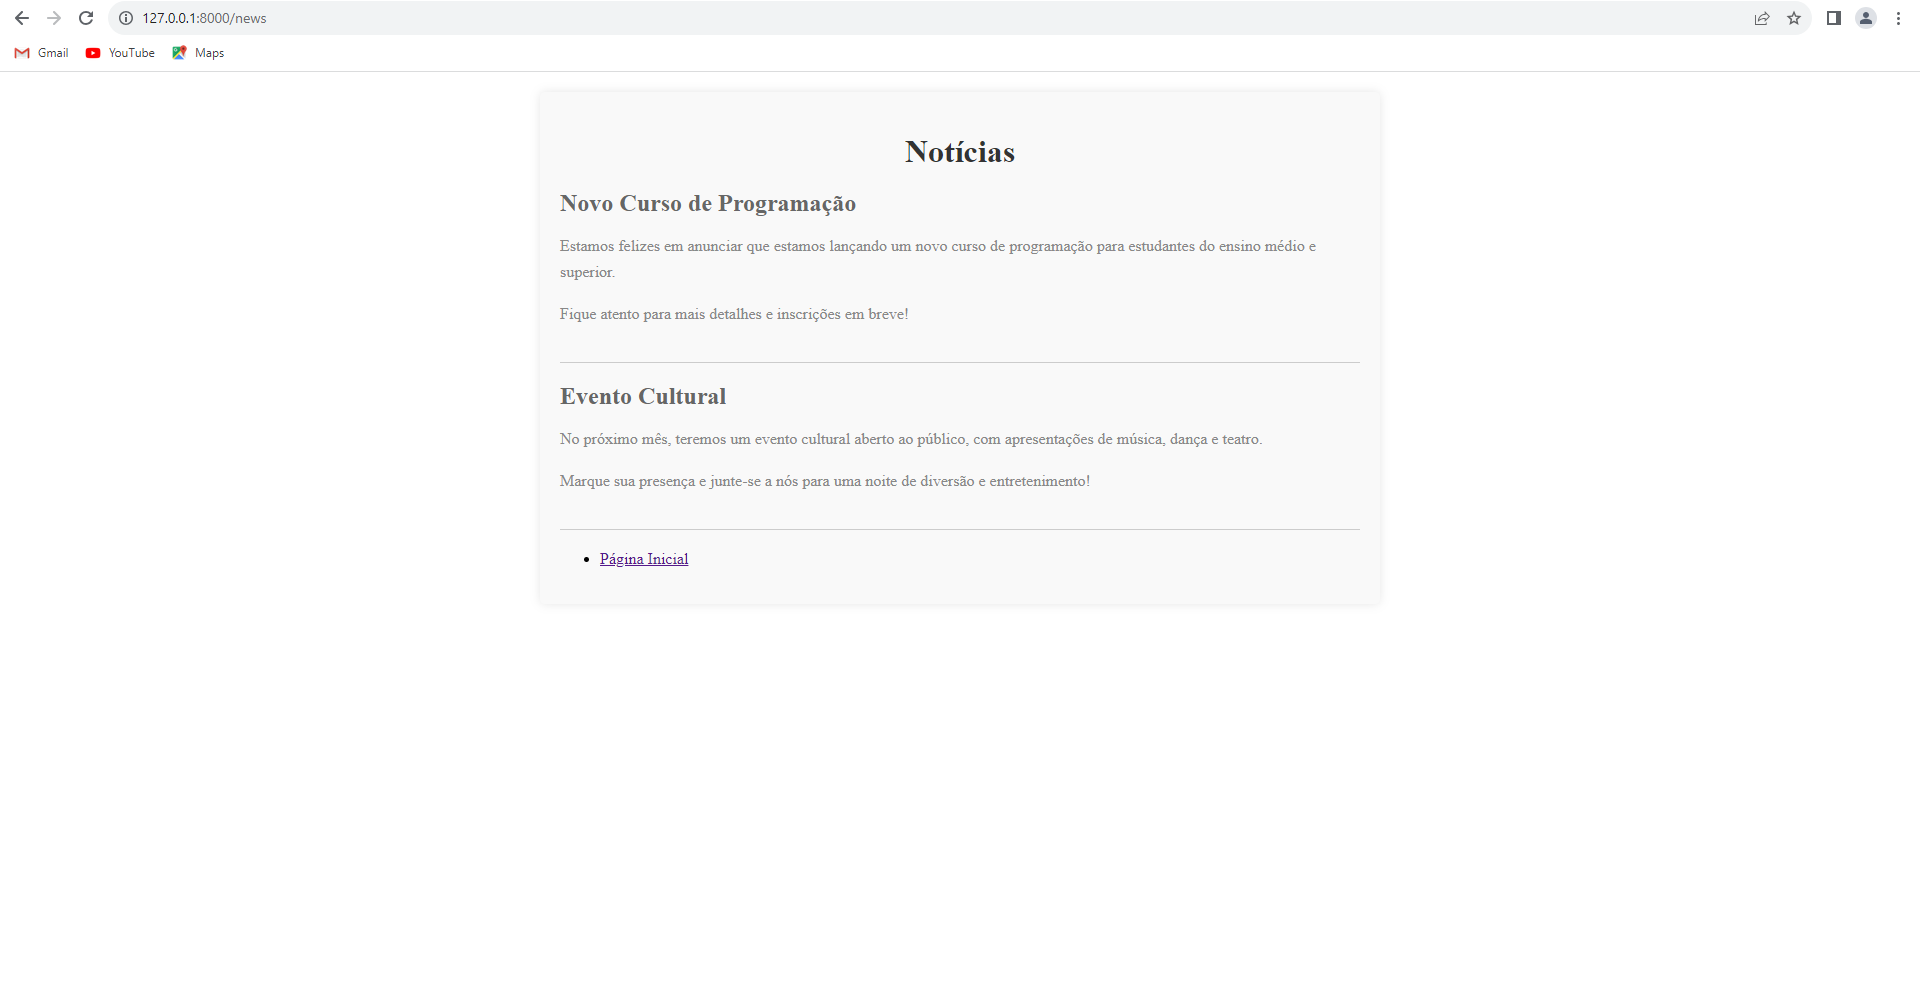 127.0.0.1:8000/news
Gmail YouTube Maps
Notícias
Novo Curso de Programação
Estamos felizes em anunciar que estamos lançando um novo curso de programação para estudantes do ensino médio e
superior.
Fique atento para mais detalhes e inscrições em breve!
Evento Cultural
No próximo mês, teremos um evento cultural aberto ao público, com apresentações de música, dança e teatro.
Marque sua presença e junte-se a nós para uma noite de diversão e entretenimento!
Página Inicial